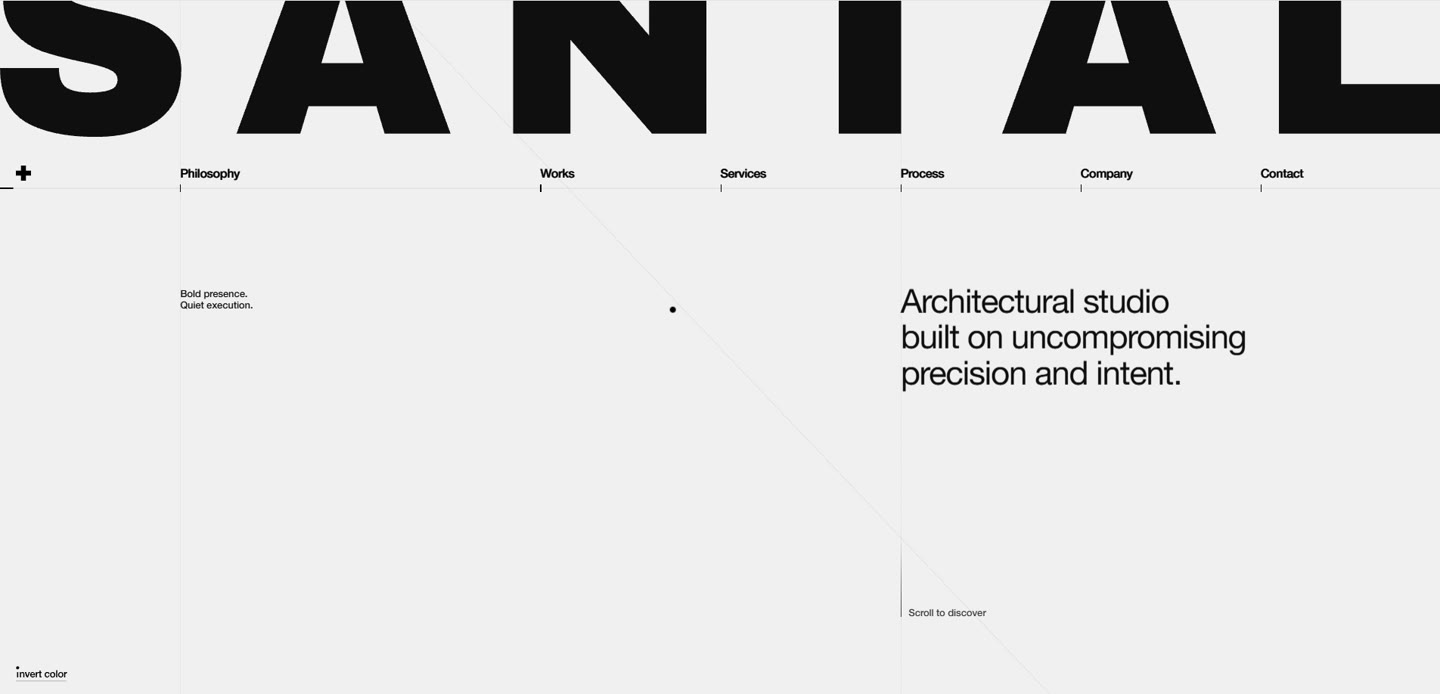 SANTAL
Philosophy
Works
Services
Process
Company
Contact
Bold presence.
Quiet execution.
Architectural studio
built on uncompromising
precision and intent.
Scroll to discover
invert color